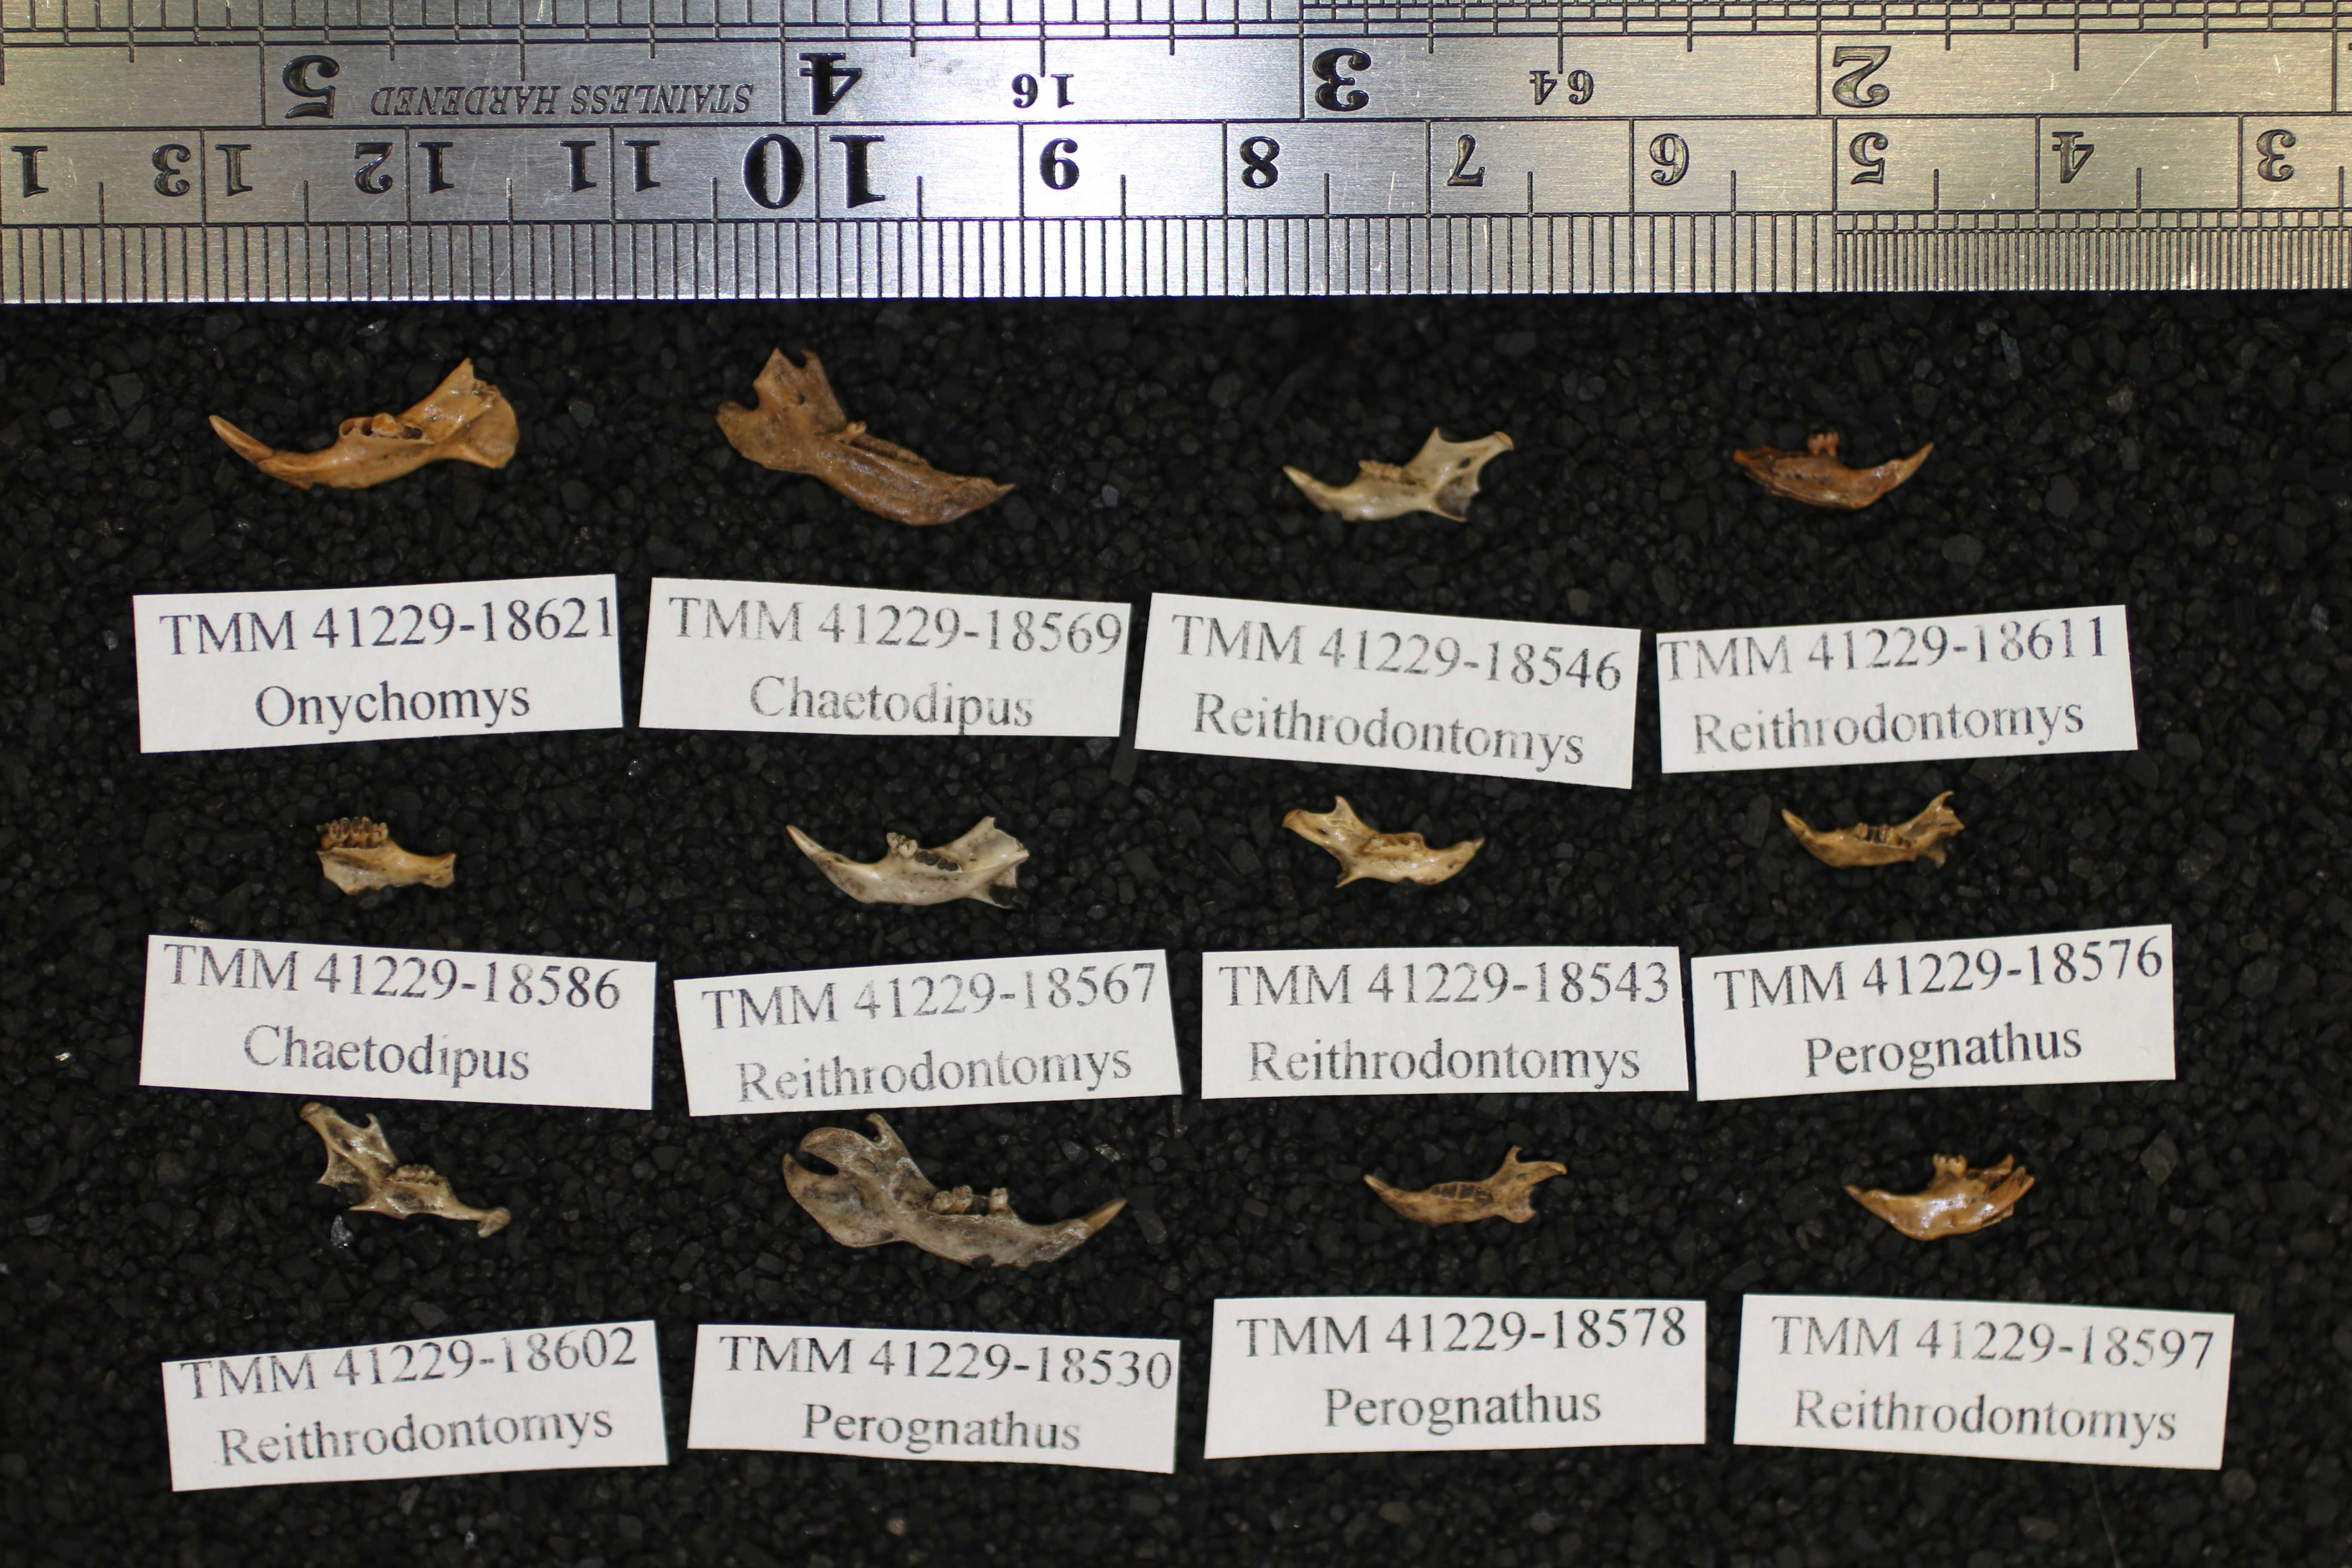 5 STAINLESS HARDENED 4 16 3 64 2
1 13 12 11 10 9 8 7 6 5 4 3
TMM 41229-18621
Onychomys
TMM 41229-18569
Chaetodipus
TMM 41229-18546
Reithrodontomys
TMM 41229-18611
Reithrodontomys
TMM 41229-18586
Chaetodipus
TMM 41229-18567
Reithrodontomys
TMM 41229-18543
Reithrodontomys
TMM 41229-18576
Perognathus
TMM 41229-18602
Reithrodontomys
TMM 41229-18530
Perognathus
TMM 41229-18578
Perognathus
TMM 41229-18597
Reithrodontomys